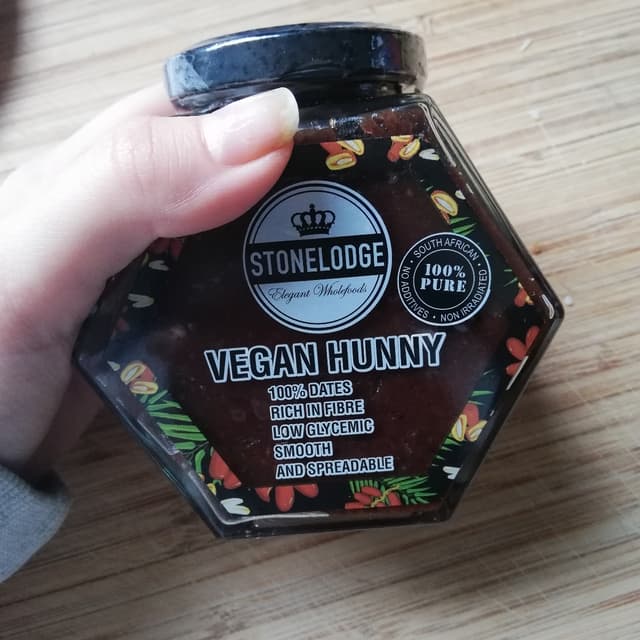 STONELODGE
Elegant Wholefoods
• SOUTH AFRICAN •
100%
PURE
NO ADDITIVES • NON IRRADIATED
VEGAN HUNNY
100% DATES
RICH IN FIBRE
LOW GLYCEMIC
SMOOTH
AND SPREADABLE